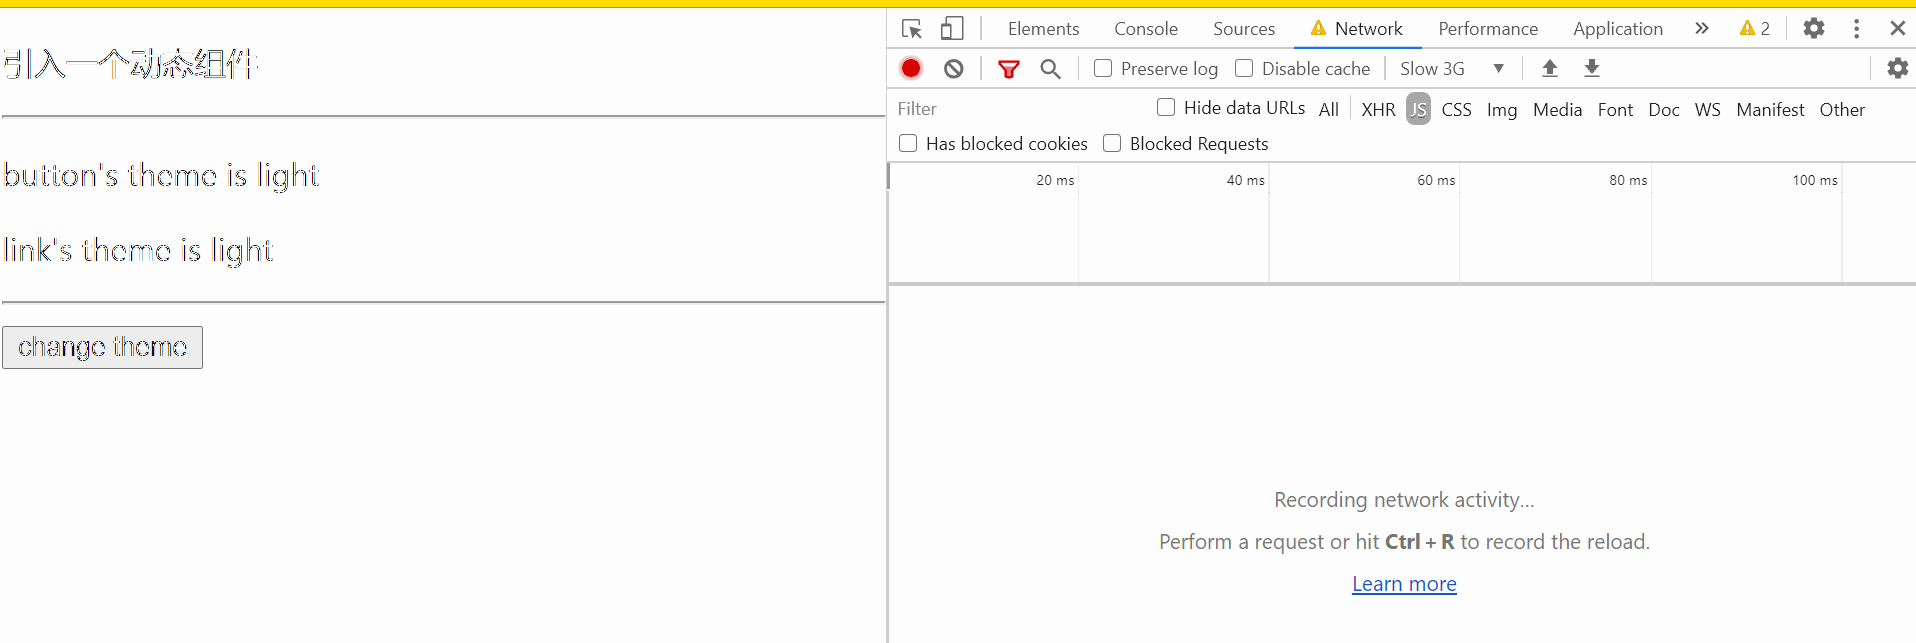 引入一个动态组件
button's theme is light
link's theme is light
change theme
Elements Console Sources Network Performance Application 2
Preserve log Disable cache Slow 3G
Filter Hide data URLs All XHR JS CSS Img Media Font Doc WS Manifest Other
Has blocked cookies Blocked Requests
20 ms 40 ms 60 ms 80 ms 100 ms
Recording network activity...
Perform a request or hit Ctrl + R to record the reload.
Learn more